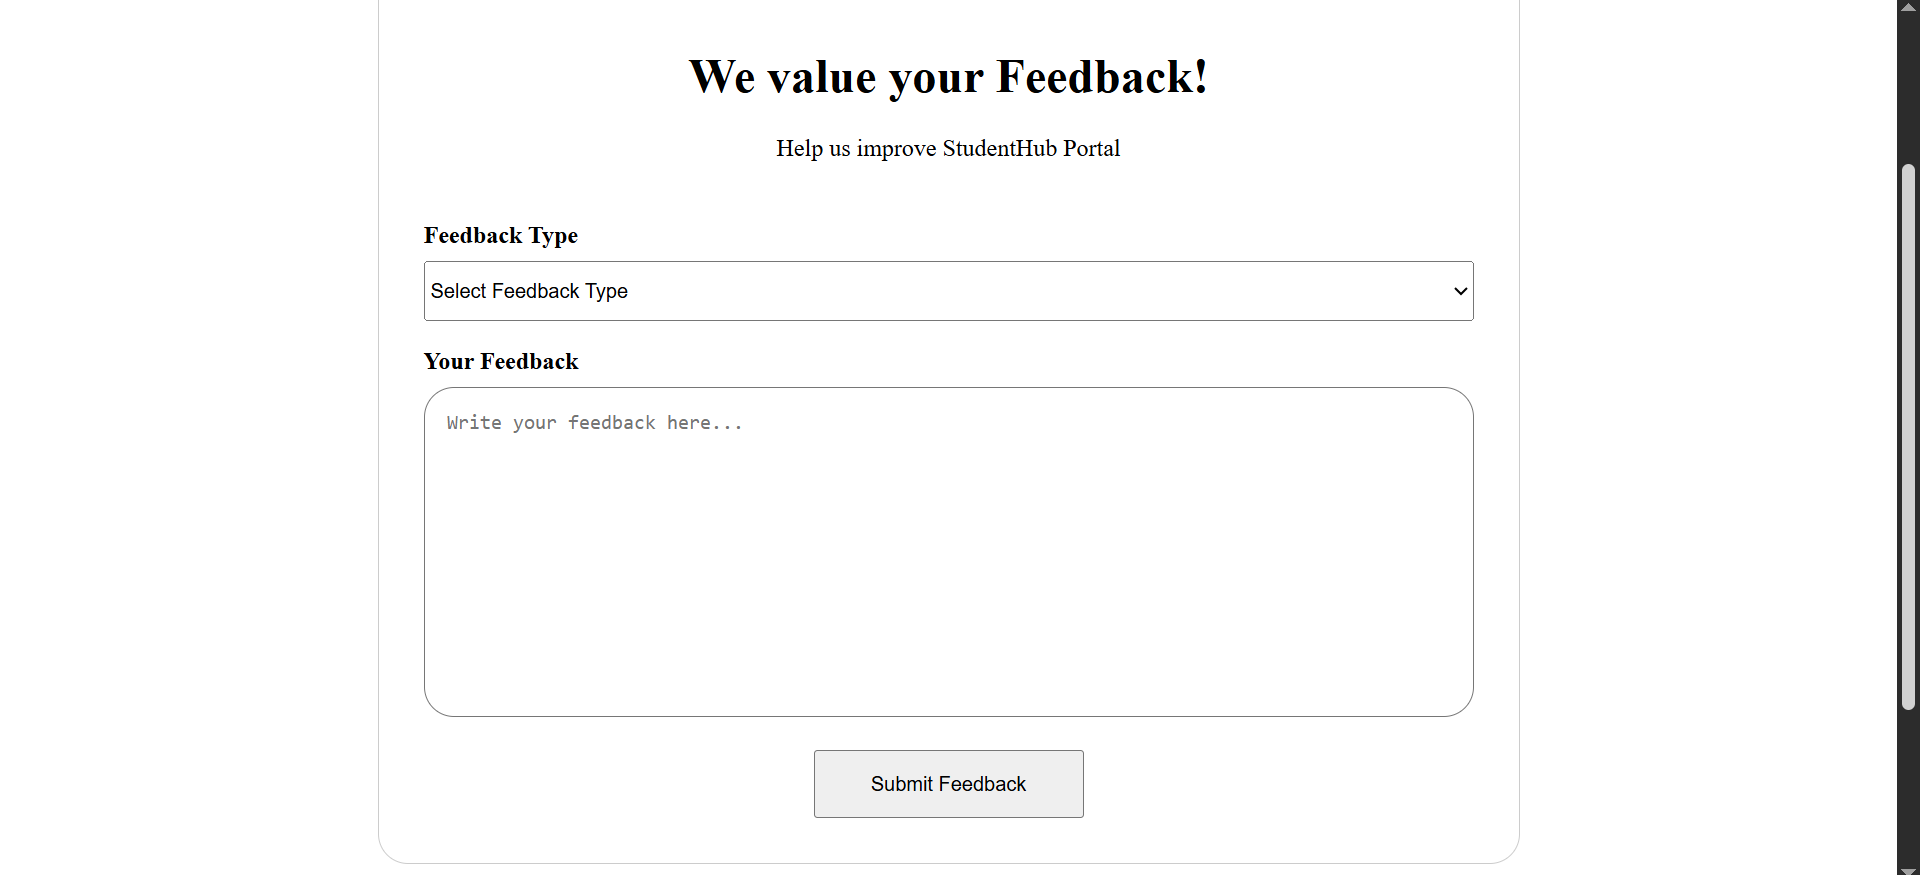 We value your Feedback!
Help us improve StudentHub Portal
Feedback Type
Select Feedback Type
Your Feedback
Write your feedback here...
Submit Feedback